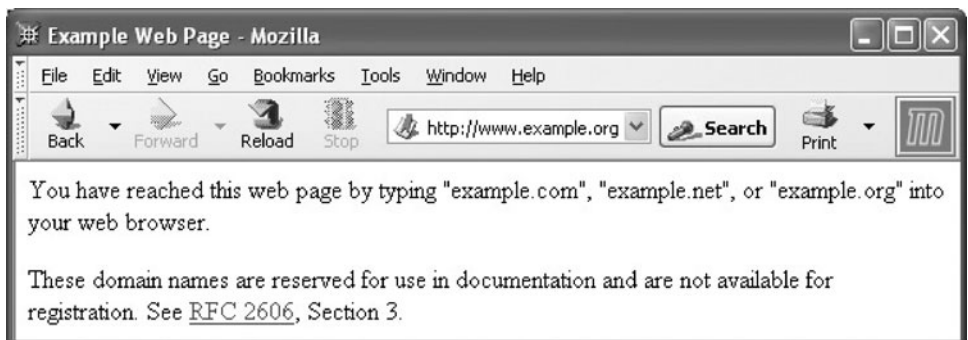 Example Web Page - Mozilla
File Edit View Go Bookmarks Tools Window Help
Back Forward Reload Stop http://www.example.org Search Print
You have reached this web page by typing "example.com", "example.net", or "example.org" into
your web browser.
These domain names are reserved for use in documentation and are not available for
registration. See RFC 2606, Section 3.